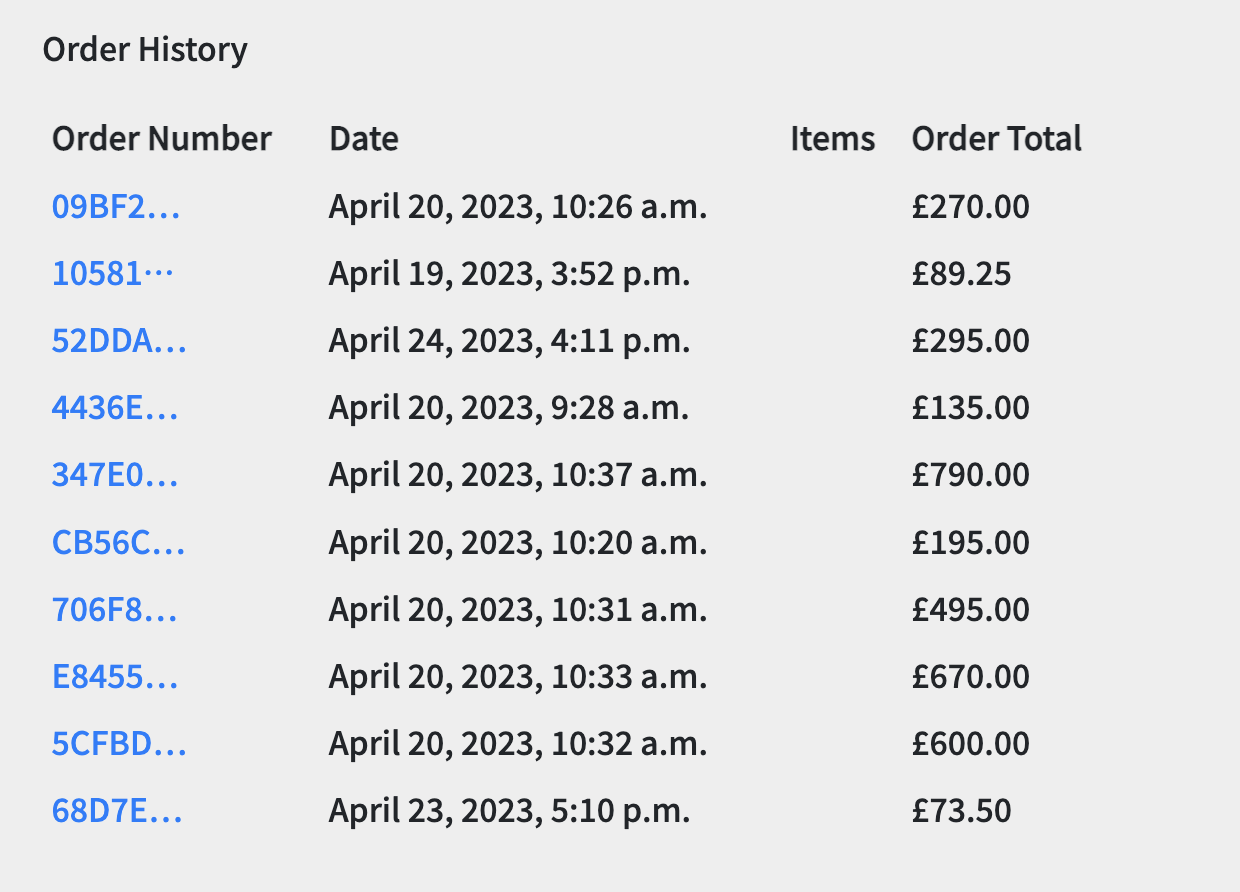 Order History
Order Number Date Items Order Total
09BF2... April 20, 2023, 10:26 a.m. £270.00
10581··· April 19, 2023, 3:52 p.m. £89.25
52DDA... April 24, 2023, 4:11 p.m. £295.00
4436E... April 20, 2023, 9:28 a.m. £135.00
347E0... April 20, 2023, 10:37 a.m. £790.00
CB56C... April 20, 2023, 10:20 a.m. £195.00
706F8... April 20, 2023, 10:31 a.m. £495.00
E8455... April 20, 2023, 10:33 a.m. £670.00
5CFBD... April 20, 2023, 10:32 a.m. £600.00
68D7E... April 23, 2023, 5:10 p.m. £73.50